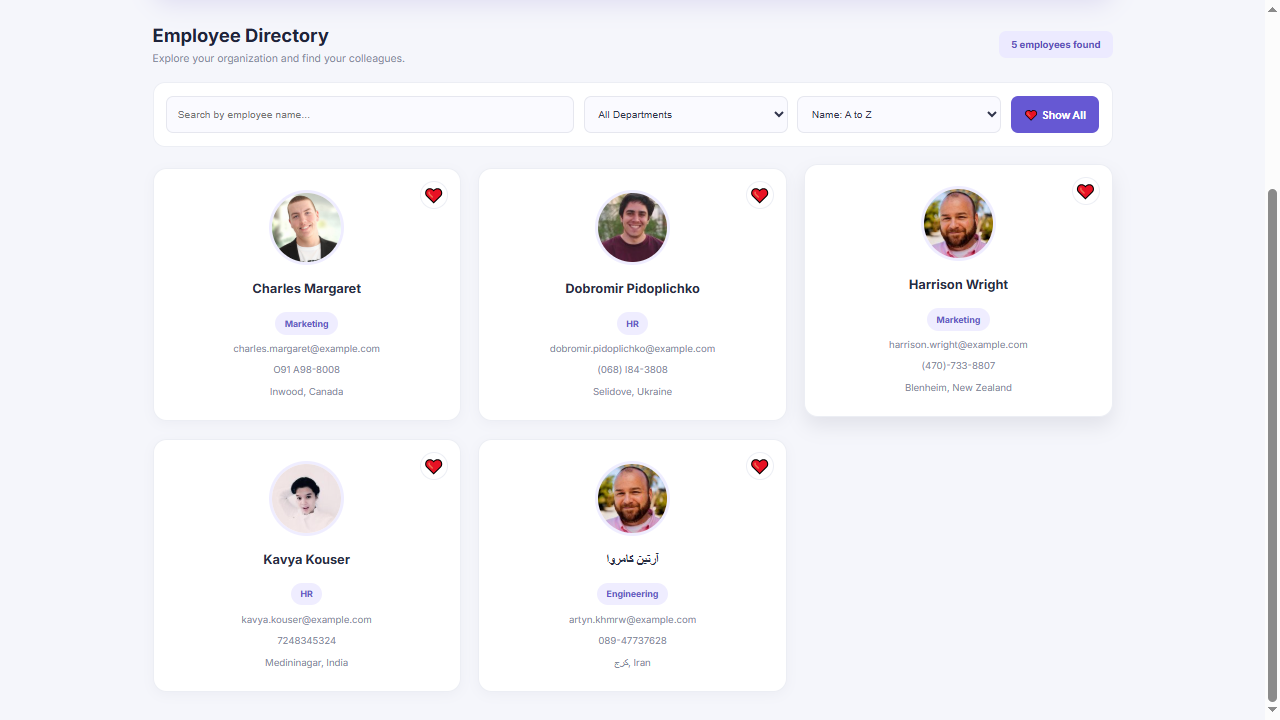 Employee Directory
Explore your organization and find your colleagues.
5 employees found
Search by employee name...
All Departments
Name: A to Z
Show All
Charles Margaret
Marketing
charles.margaret@example.com
O91 A98-8008
Inwood, Canada
Dobromir Pidoplichko
HR
dobromir.pidoplichko@example.com
(068) I84-3808
Selidove, Ukraine
Harrison Wright
Marketing
harrison.wright@example.com
(470)-733-8807
Blenheim, New Zealand
Kavya Kouser
HR
kavya.kouser@example.com
7248345324
Medininagar, India
آرتین کامروا
Engineering
artyn.khmrw@example.com
089-47737628
کرج, Iran